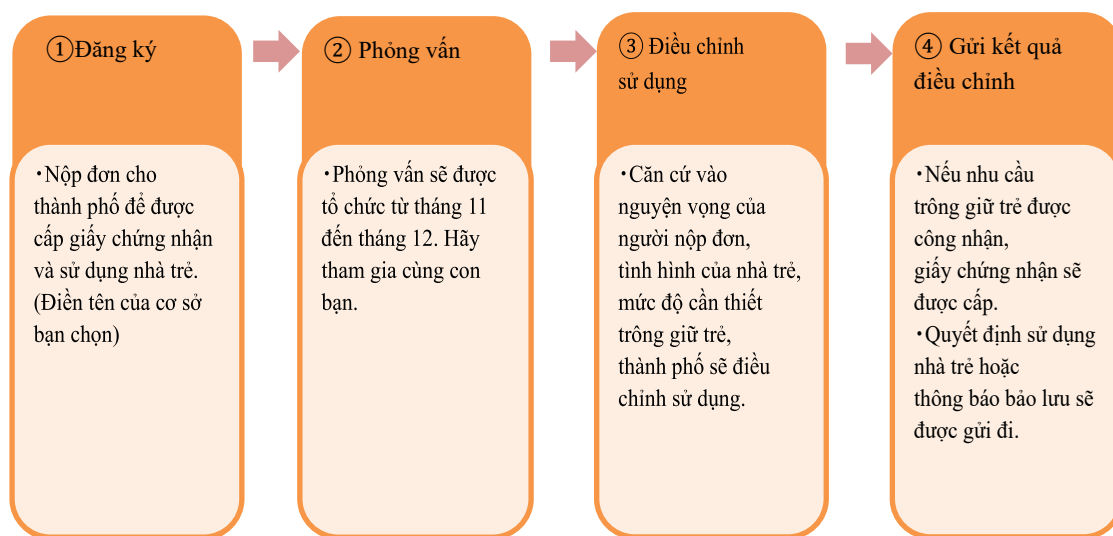 ①Đăng ký
・Nộp đơn cho
thành phố để được
cấp giấy chứng nhận
và sử dụng nhà trẻ.
(Điền tên của cơ sở
bạn chọn)
② Phỏng vấn
・Phỏng vấn sẽ được
tổ chức từ tháng 11
đến tháng 12. Hãy
tham gia cùng con
bạn.
③ Điều chỉnh
sử dụng
・Căn cứ vào
nguyện vọng của
người nộp đơn,
tình hình của nhà trẻ,
mức độ cần thiết
trông giữ trẻ,
thành phố sẽ điều
chỉnh sử dụng.
④ Gửi kết quả
điều chỉnh
・Nếu nhu cầu
trông giữ trẻ được
công nhận,
giấy chứng nhận sẽ
được cấp.
・Quyết định sử dụng
nhà trẻ hoặc
thông báo bảo lưu sẽ
được gửi đi.